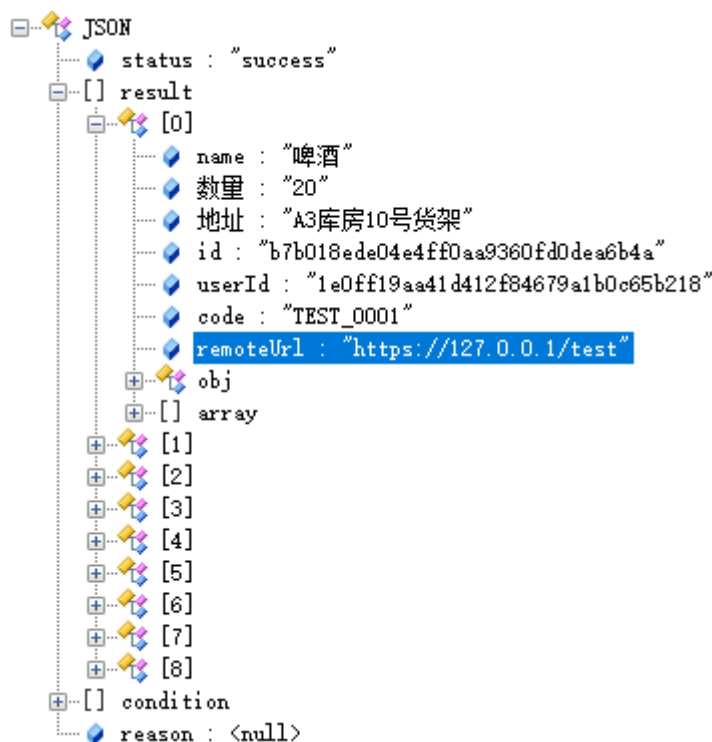 JSON
status : "success"
[] result
[0]
name : "啤酒"
数量 : "20"
地址 : "A3库房10号货架"
id : "b7b018ede04e4ff0aa9360fd0dea6b4a"
userId : "1e0ff19aa41d412f84679a1b0c65b218"
code : "TEST_0001"
remoteUrl : "https://127.0.0.1/test"
obj
[] array
[1]
[2]
[3]
[4]
[5]
[6]
[7]
[8]
[] condition
reason : <null>